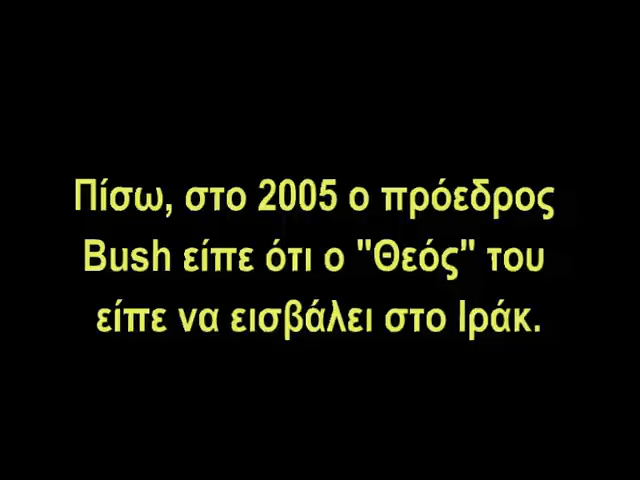 Πίσω, στο 2005 ο πρόεδρος
Bush είπε ότι ο "Θεός" του
είπε να εισβάλει στο Ιράκ.